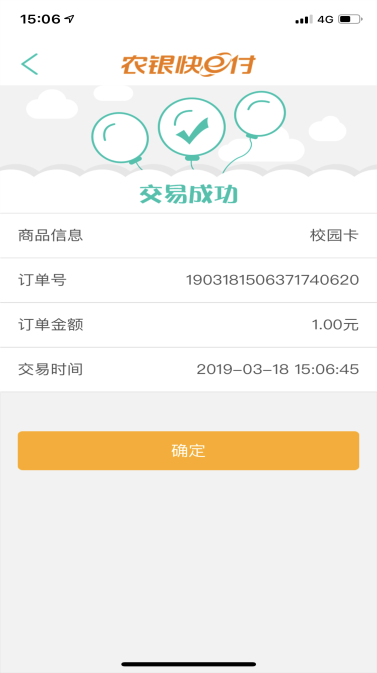 15:06 4G
农银快e付
交易成功
商品信息 校园卡
订单号 1903181506371740620
订单金额 1.00元
交易时间 2019-03-18 15:06:45
确定